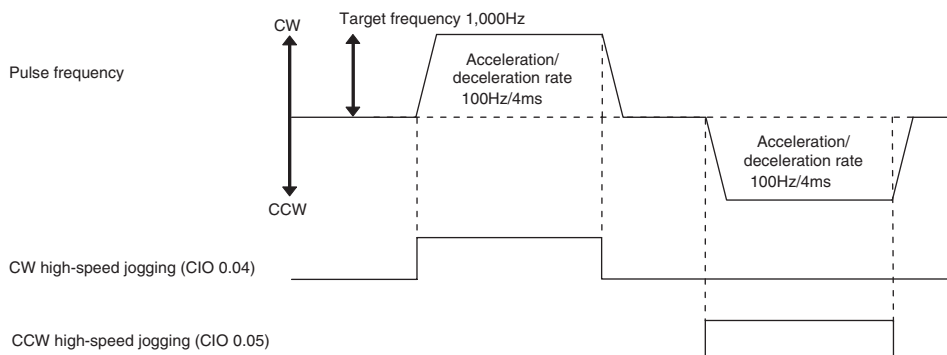 CW
Target frequency 1,000Hz
Pulse frequency
Acceleration/
deceleration rate
100Hz/4ms
Acceleration/
deceleration rate
100Hz/4ms
CCW
CW high-speed jogging (CIO 0.04)
CCW high-speed jogging (CIO 0.05)